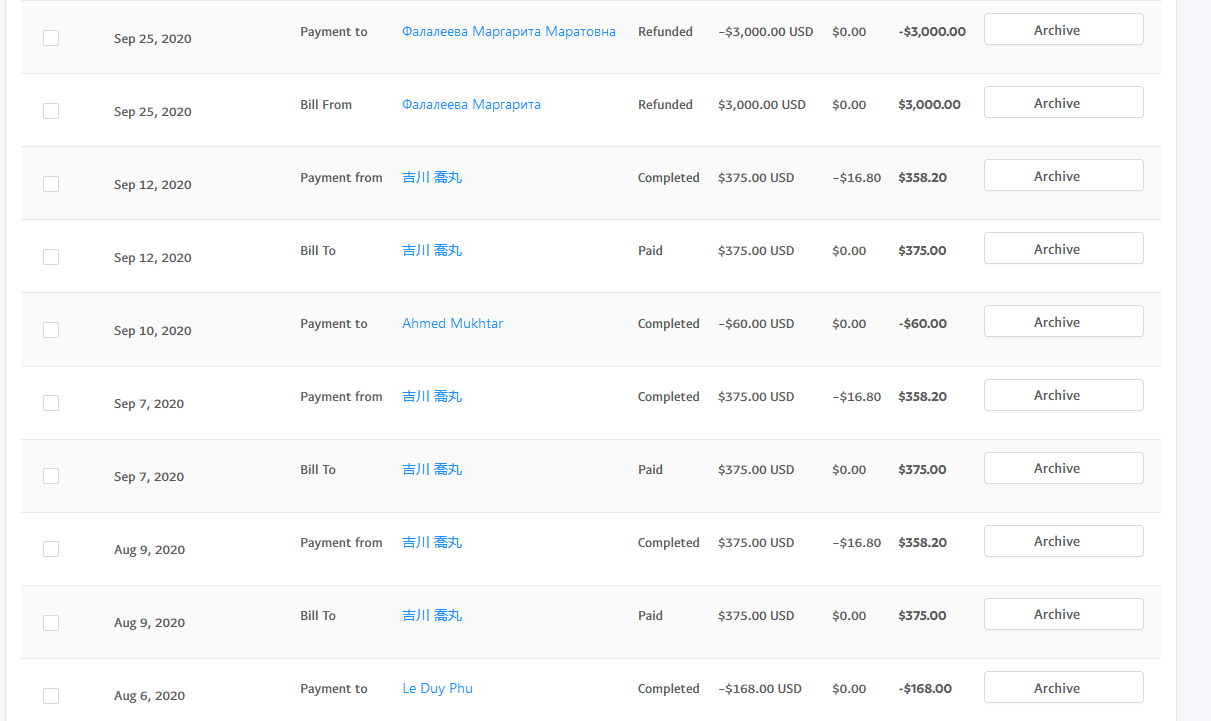 Sep 25, 2020 Payment to Фалалеева Маргарита Маратовна Refunded −$3,000.00 USD $0.00 -$3,000.00 Archive
Sep 25, 2020 Bill From Фалалеева Маргарита Refunded $3,000.00 USD $0.00 $3,000.00 Archive
Sep 12, 2020 Payment from 吉川 喬丸 Completed $375.00 USD −$16.80 $358.20 Archive
Sep 12, 2020 Bill To 吉川 喬丸 Paid $375.00 USD $0.00 $375.00 Archive
Sep 10, 2020 Payment to Ahmed Mukhtar Completed −$60.00 USD $0.00 -$60.00 Archive
Sep 7, 2020 Payment from 吉川 喬丸 Completed $375.00 USD −$16.80 $358.20 Archive
Sep 7, 2020 Bill To 吉川 喬丸 Paid $375.00 USD $0.00 $375.00 Archive
Aug 9, 2020 Payment from 吉川 喬丸 Completed $375.00 USD −$16.80 $358.20 Archive
Aug 9, 2020 Bill To 吉川 喬丸 Paid $375.00 USD $0.00 $375.00 Archive
Aug 6, 2020 Payment to Le Duy Phu Completed −$168.00 USD $0.00 -$168.00 Archive